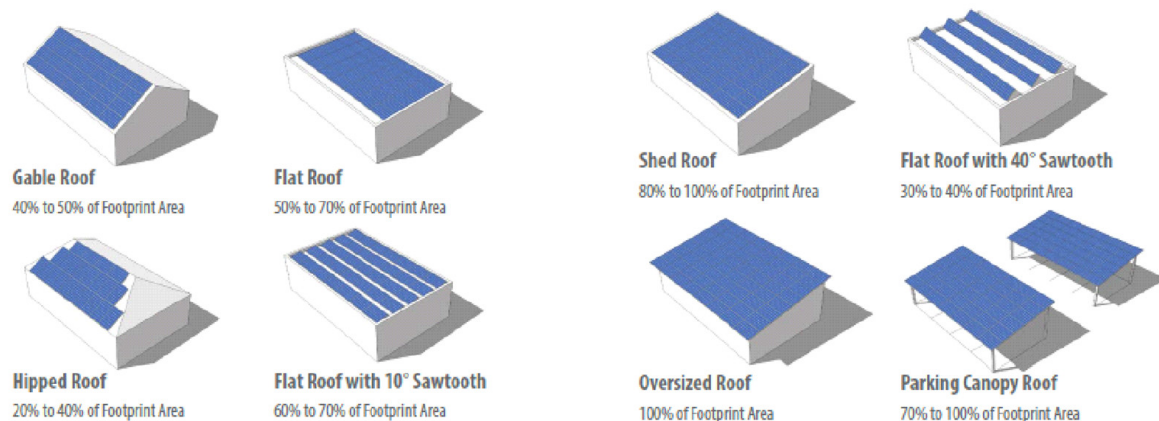 Gable Roof
40% to 50% of Footprint Area
Flat Roof
50% to 70% of Footprint Area
Shed Roof
80% to 100% of Footprint Area
Flat Roof with 40° Sawtooth
30% to 40% of Footprint Area
Hipped Roof
20% to 40% of Footprint Area
Flat Roof with 10° Sawtooth
60% to 70% of Footprint Area
Oversized Roof
100% of Footprint Area
Parking Canopy Roof
70% to 100% of Footprint Area